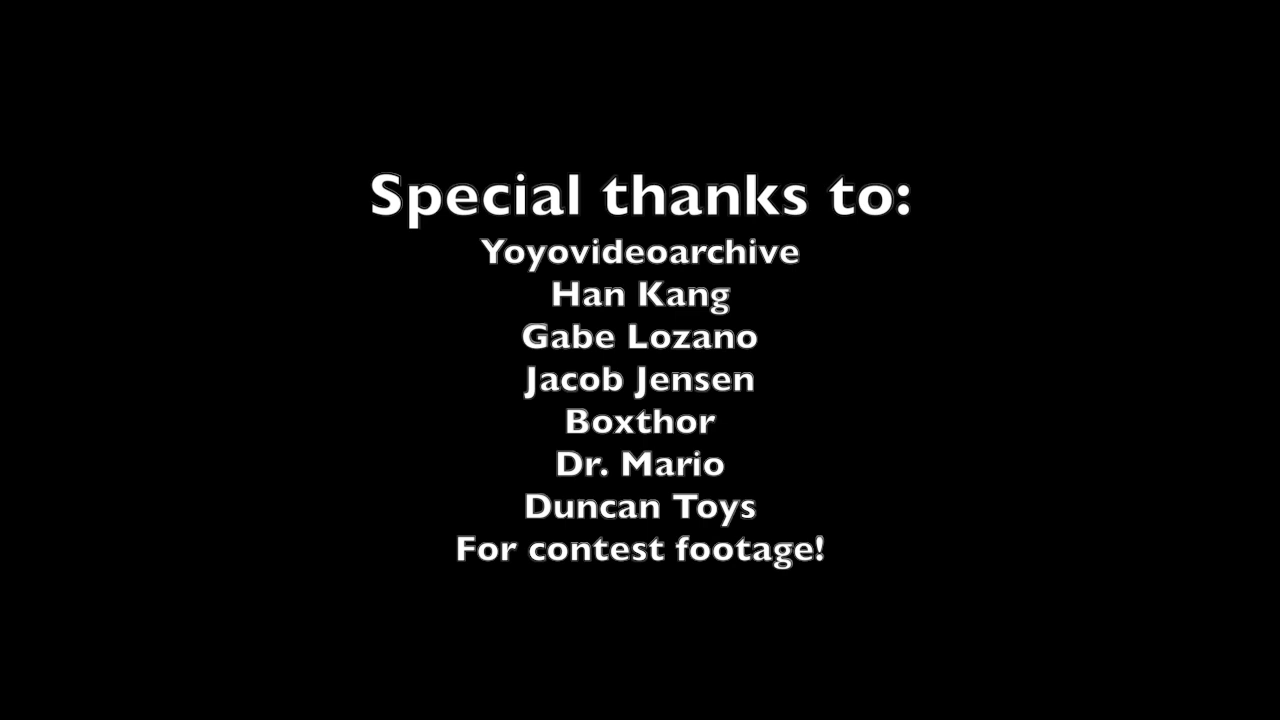 Special thanks to:
Yoyovideoarchive
Han Kang
Gabe Lozano
Jacob Jensen
Boxthor
Dr. Mario
Duncan Toys
For contest footage!